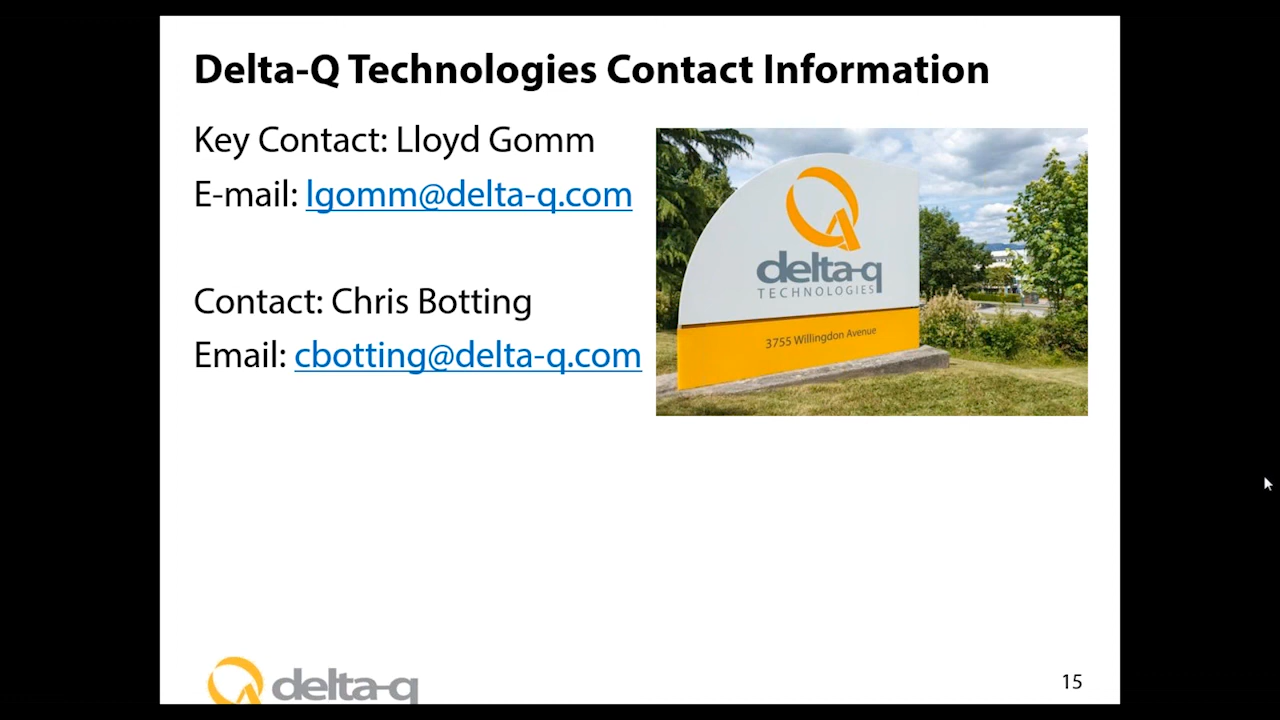 Delta-Q Technologies Contact Information
Key Contact: Lloyd Gomm
E-mail: lgomm@delta-q.com
Contact: Chris Botting
Email: cbotting@delta-q.com
delta-q
TECHNOLOGIES
3755 Willingdon Avenue
delta-q
15